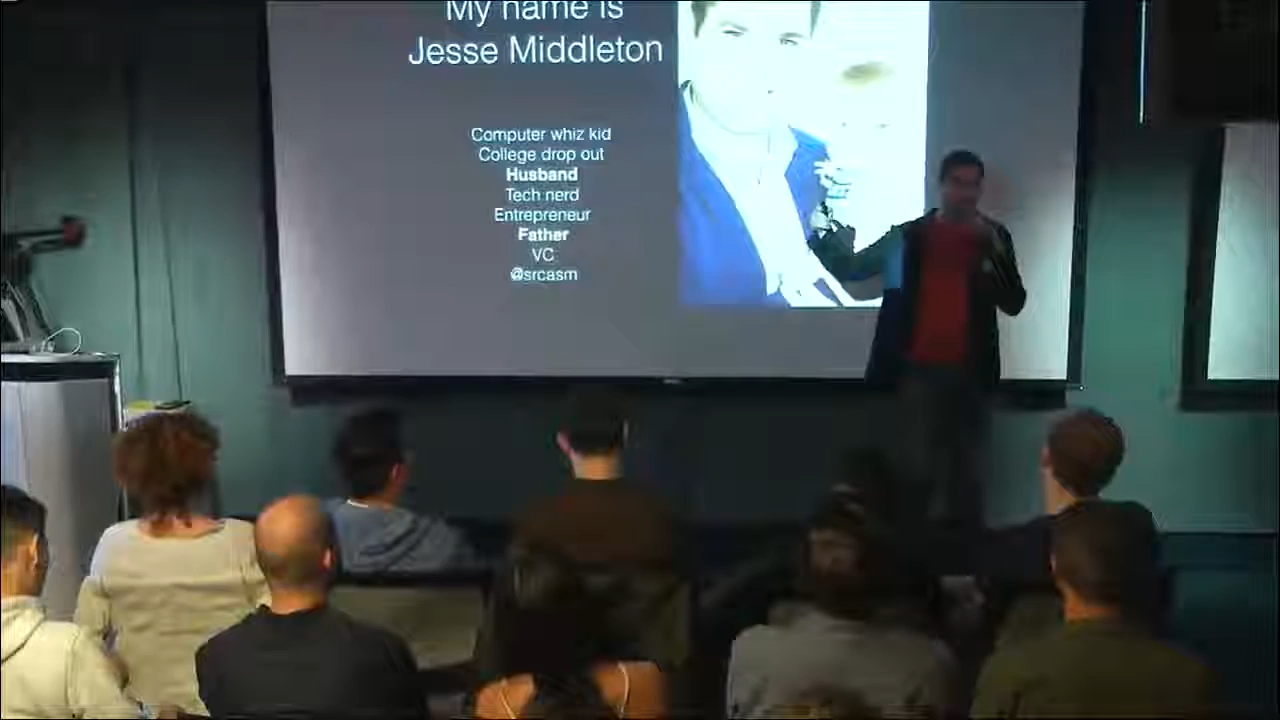 My name is
Jesse Middleton
Computer whiz kid
College drop out
Husband
Tech nerd
Entrepreneur
Father
VC
@srcasm